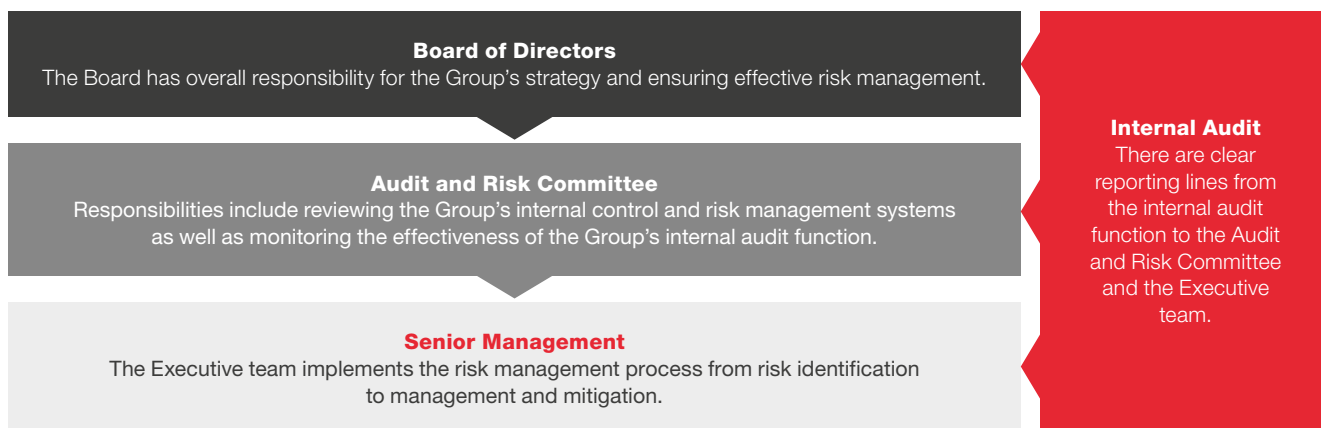 Board of Directors
The Board has overall responsibility for the Group’s strategy and ensuring effective risk management.
Audit and Risk Committee
Responsibilities include reviewing the Group’s internal control and risk management systems
as well as monitoring the effectiveness of the Group’s internal audit function.
Senior Management
The Executive team implements the risk management process from risk identification
to management and mitigation.
Internal Audit
There are clear
reporting lines from
the internal audit
function to the Audit
and Risk Committee
and the Executive
team.